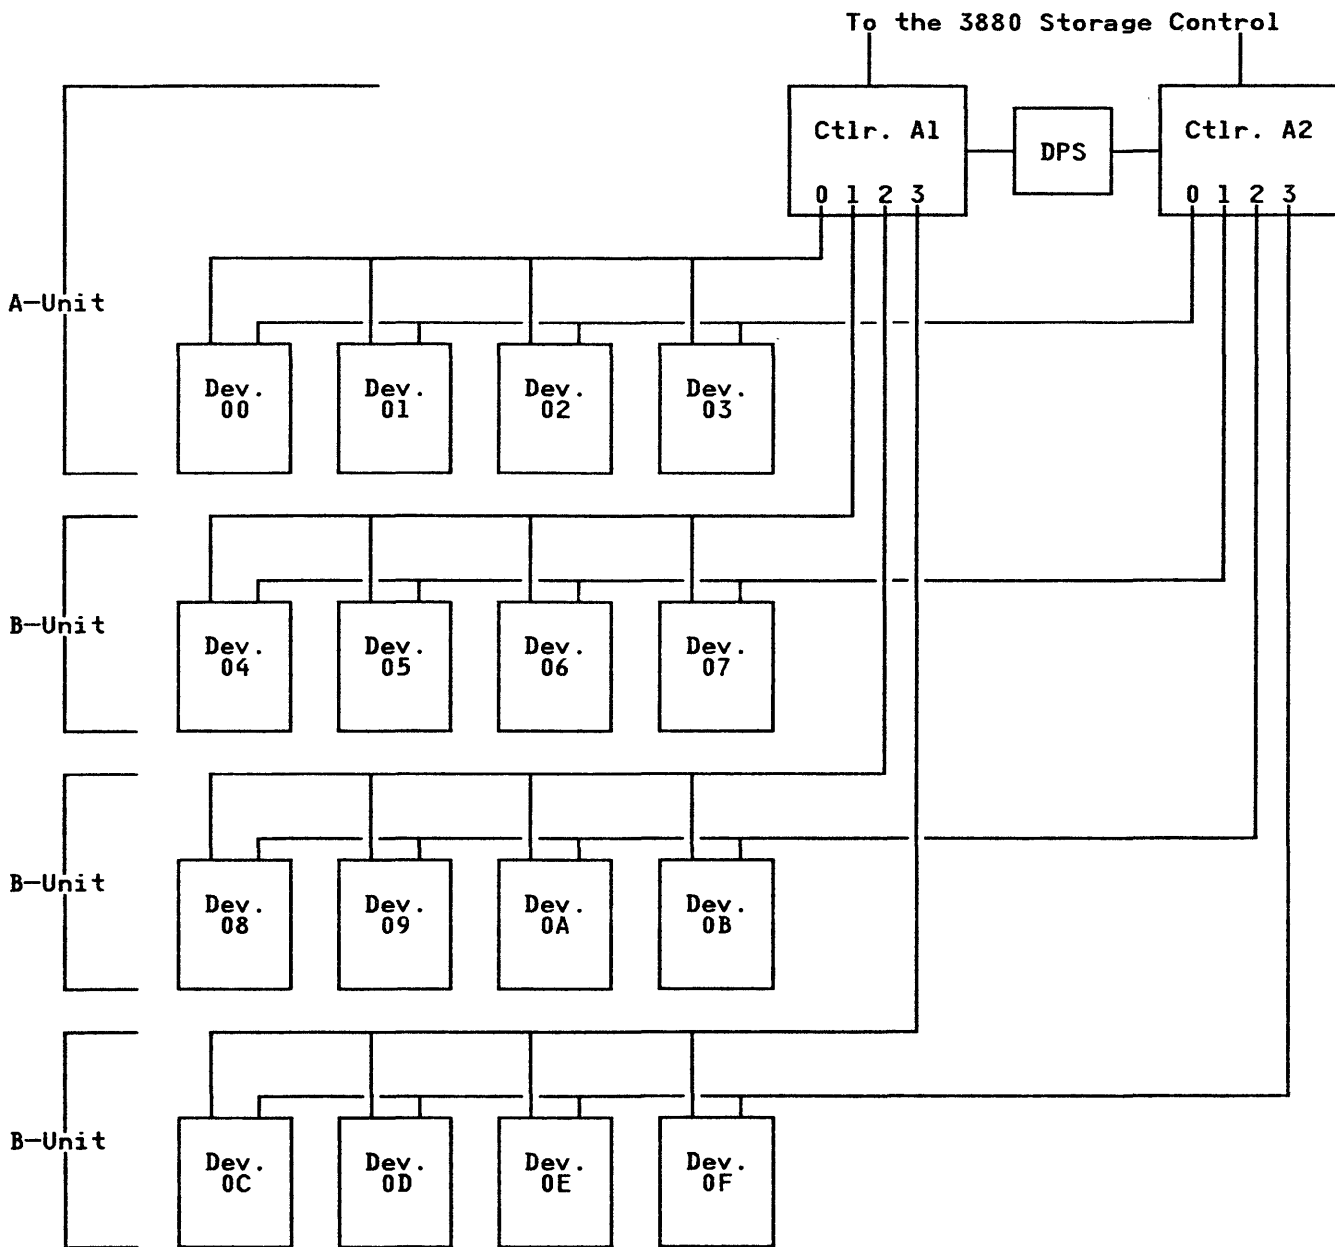 To the 3880 Storage Control
Ctlr. A1
DPS
Ctlr. A2
0 1 2 3
0 1 2 3
A-Unit
Dev.
00
Dev.
01
Dev.
02
Dev.
03
B-Unit
Dev.
04
Dev.
05
Dev.
06
Dev.
07
B-Unit
Dev.
08
Dev.
09
Dev.
0A
Dev.
0B
B-Unit
Dev.
0C
Dev.
0D
Dev.
0E
Dev.
0F